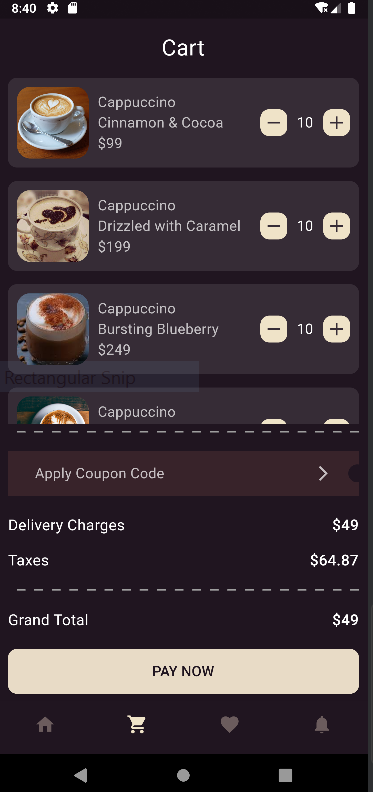 8:40
Cart
Cappuccino
Cinnamon & Cocoa
$99
10
Cappuccino
Drizzled with Caramel
$199
10
Cappuccino
Bursting Blueberry
$249
10
Rectangular Snip
Cappuccino
Apply Coupon Code
Delivery Charges $49
Taxes $64.87
Grand Total $49
PAY NOW